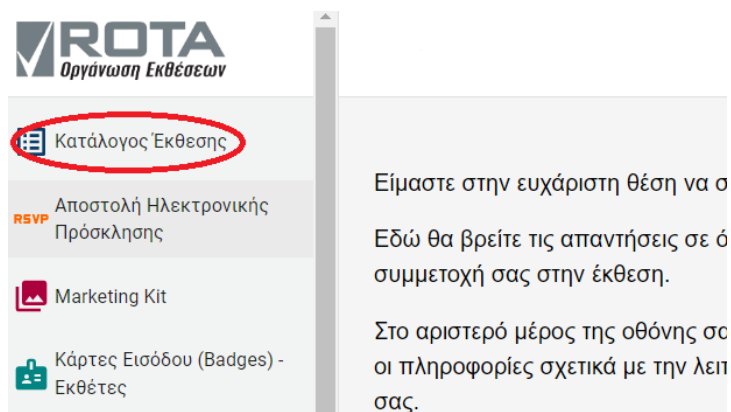 ROTA
Οργάνωση Εκθέσεων
Κατάλογος Έκθεσης
RSVP Αποστολή Ηλεκτρονικής
Πρόσκλησης
Marketing Kit
Κάρτες Εισόδου (Badges) -
Εκθέτες
Είμαστε στην ευχάριστη θέση να
Εδώ θα βρείτε τις απαντήσεις σε
συμμετοχή σας στην έκθεση.
Στο αριστερό μέρος της οθόνης
οι πληροφορίες σχετικά με την
σας.